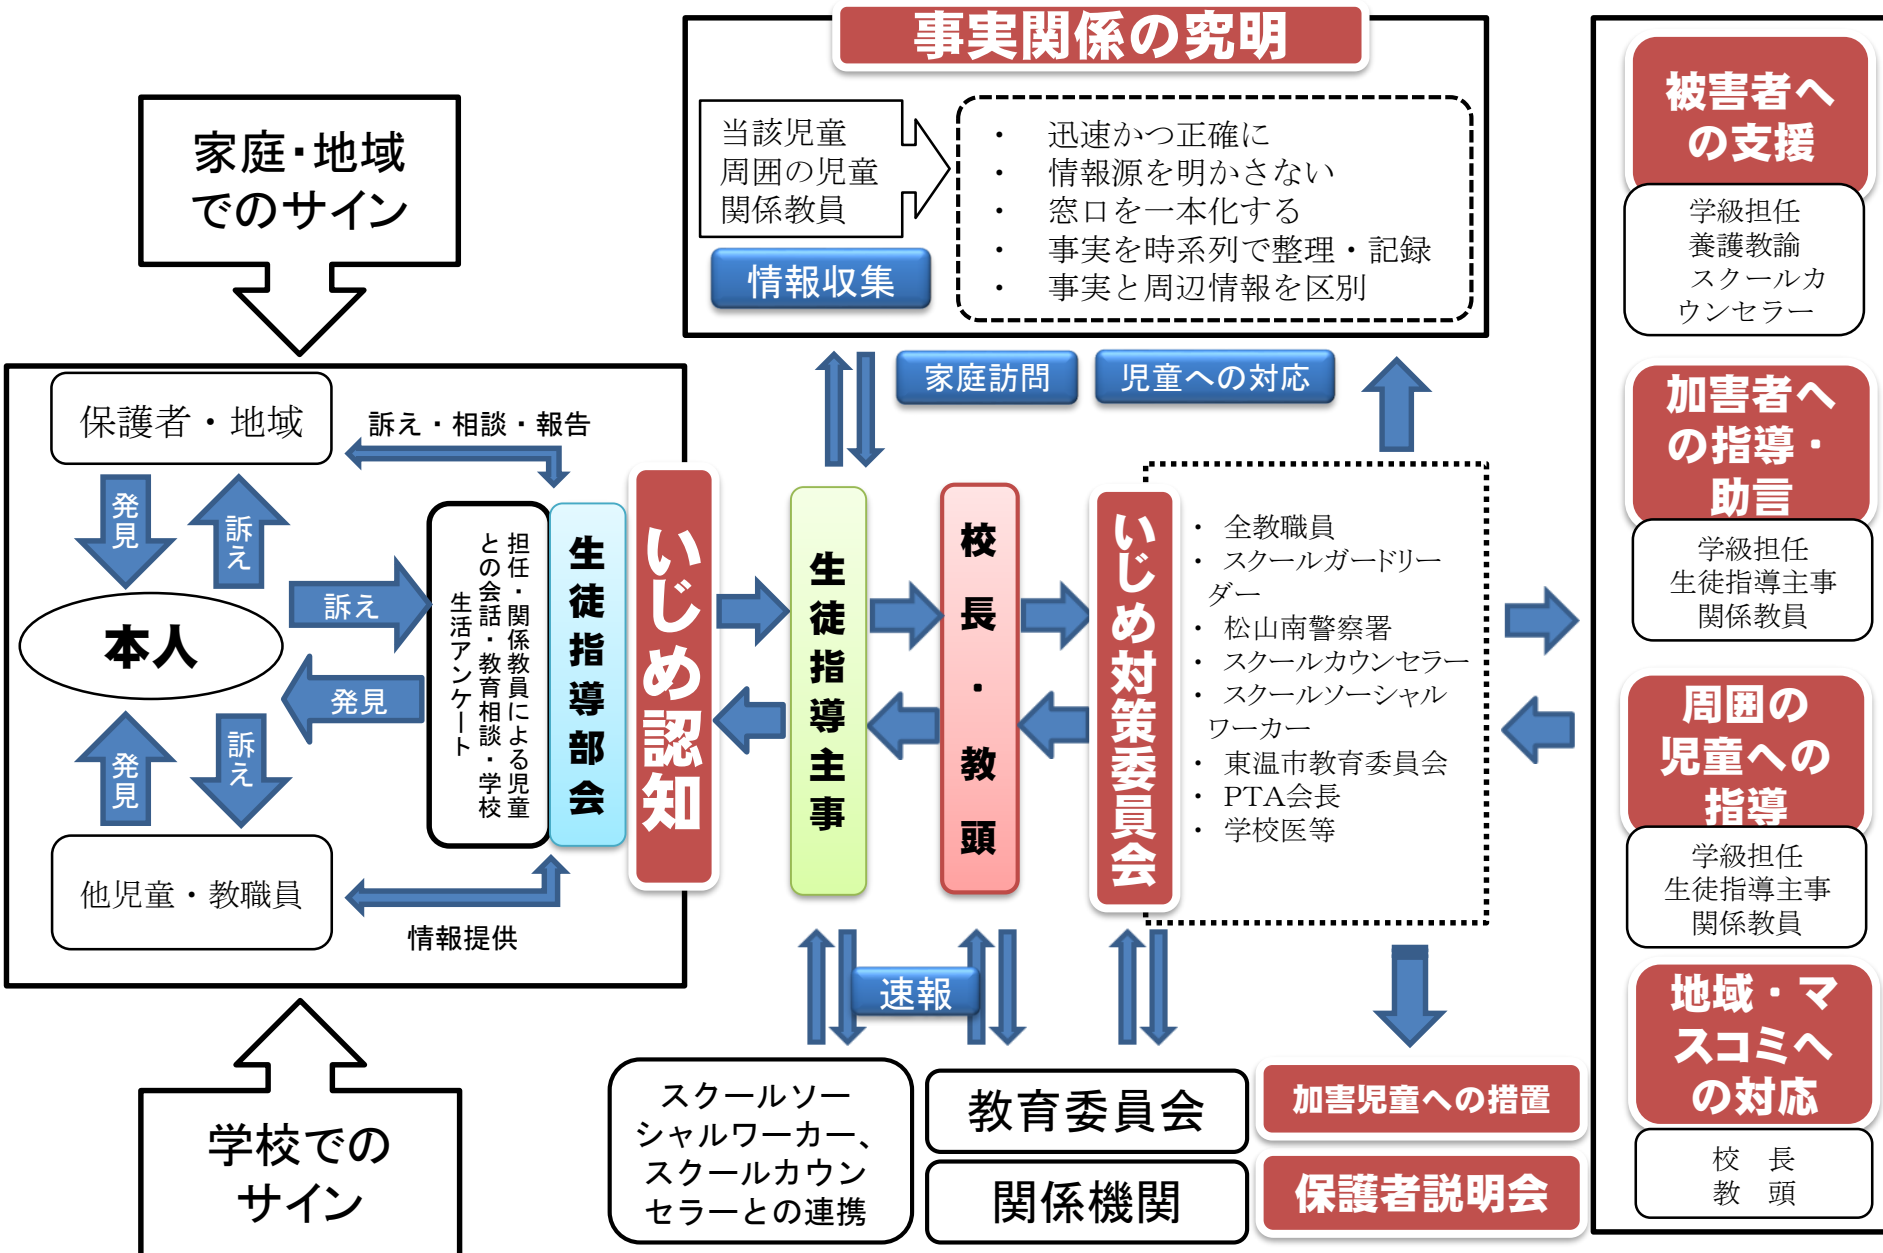 事実関係の究明
当該児童
周囲の児童
関係教員
情報収集
・ 迅速かつ正確に
・ 情報源を明かさない
・ 窓口を一本化する
・ 事実を時系列で整理・記録
・ 事実と周辺情報を区別
家庭・地域
でのサイン
保護者・地域
訴え・相談・報告
発見
訴え
本人
訴え
発見
発見
訴え
他児童・教職員
情報提供
担任・関係教員による児童
との会話・教育相談・学校
生活アンケート
生徒指導部会
いじめ認知
学校での
サイン
家庭訪問
児童への対応
生徒指導主事
校長・教頭
いじめ対策委員会
・ 全教職員
・ スクールガードリー
ダー
・ 松山南警察署
・ スクールカウンセラー
・ スクールソーシャル
ワーカー
・ 東温市教育委員会
・ PTA会長
・ 学校医等
速報
スクールソー
シャルワーカー、
スクールカウン
セラーとの連携
教育委員会
関係機関
加害児童への措置
保護者説明会
被害者へ
の支援
学級担任
養護教諭
スクールカ
ウンセラー
加害者へ
の指導・
助言
学級担任
生徒指導主事
関係教員
周囲の
児童への
指導
学級担任
生徒指導主事
関係教員
地域・マ
スコミへ
の対応
校　長
教　頭